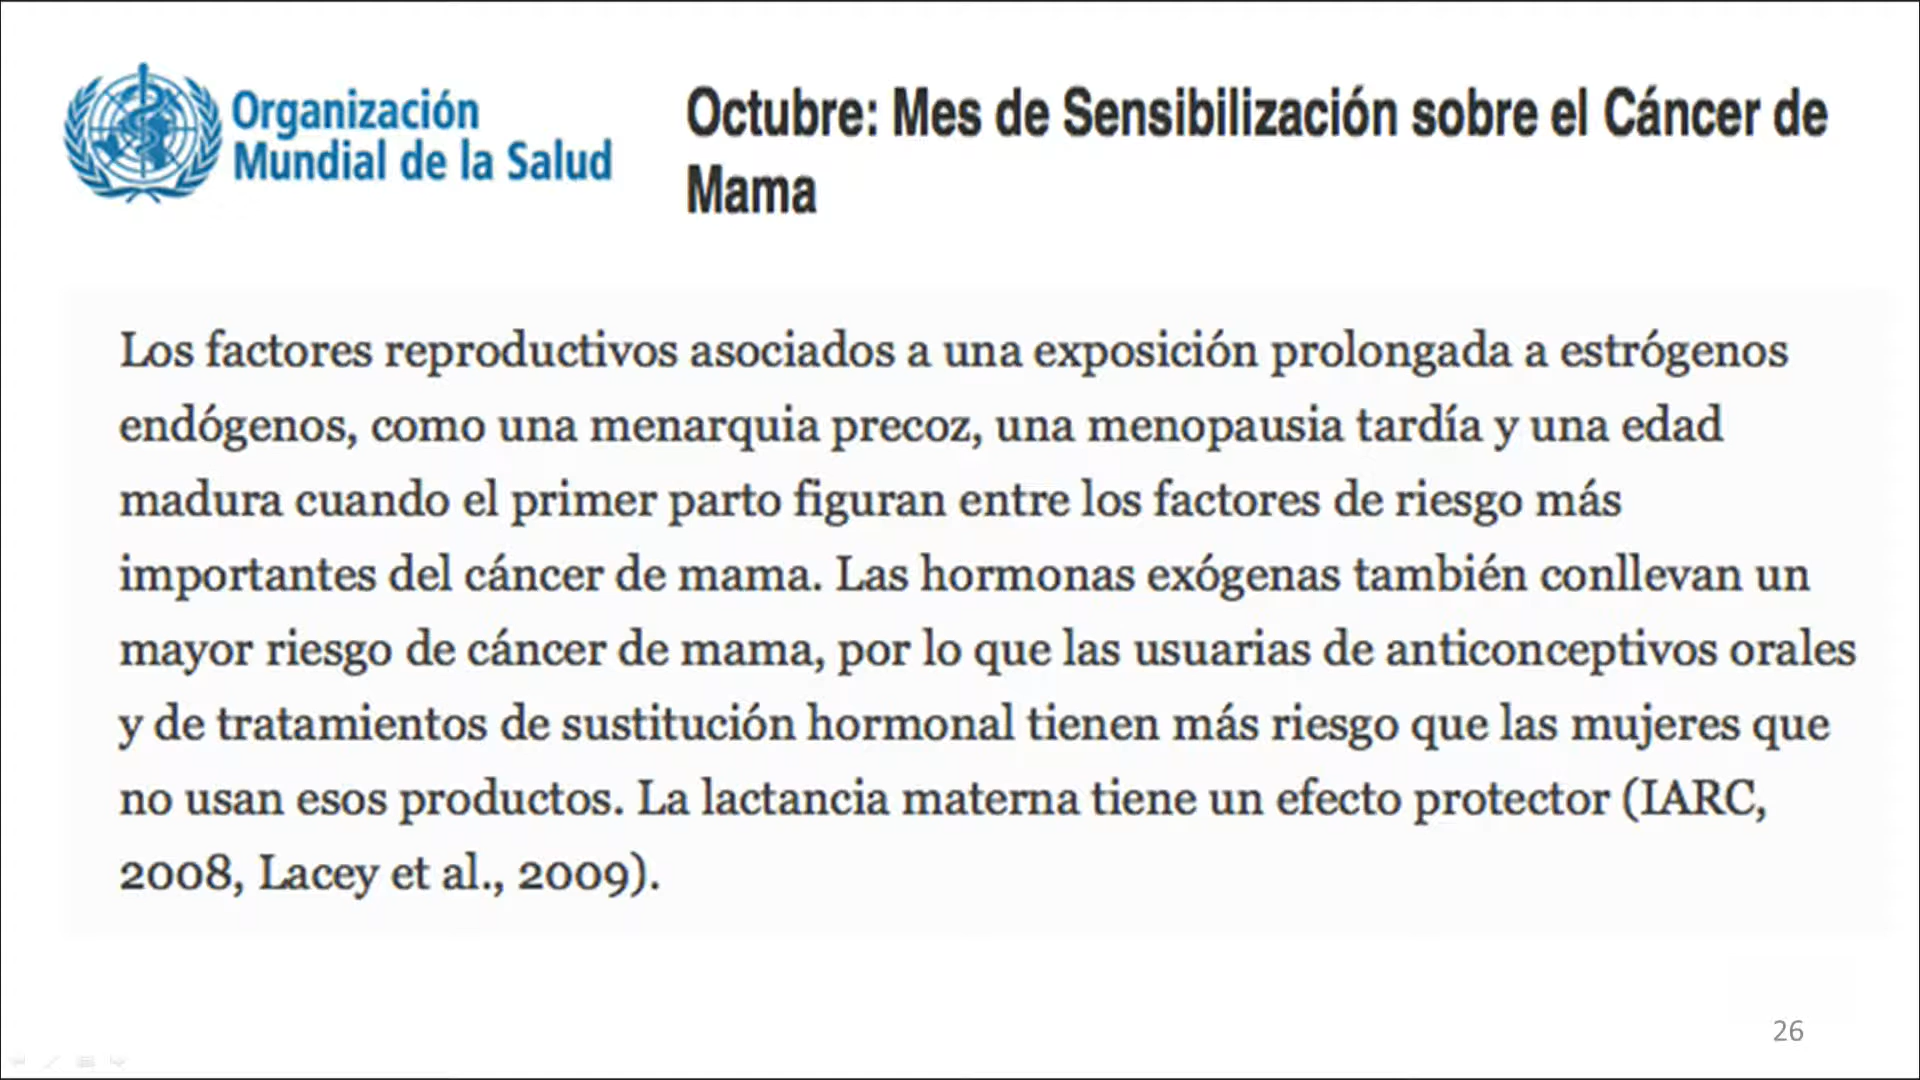 Organización
Mundial de la Salud
Octubre: Mes de Sensibilización sobre el Cáncer de
Mama
Los factores reproductivos asociados a una exposición prolongada a estrógenos
endógenos, como una menarquia precoz, una menopausia tardía y una edad
madura cuando el primer parto figuran entre los factores de riesgo más
importantes del cáncer de mama. Las hormonas exógenas también conllevan un
mayor riesgo de cáncer de mama, por lo que las usuarias de anticonceptivos orales
y de tratamientos de sustitución hormonal tienen más riesgo que las mujeres que
no usan esos productos. La lactancia materna tiene un efecto protector (IARC,
2008, Lacey et al., 2009).
26